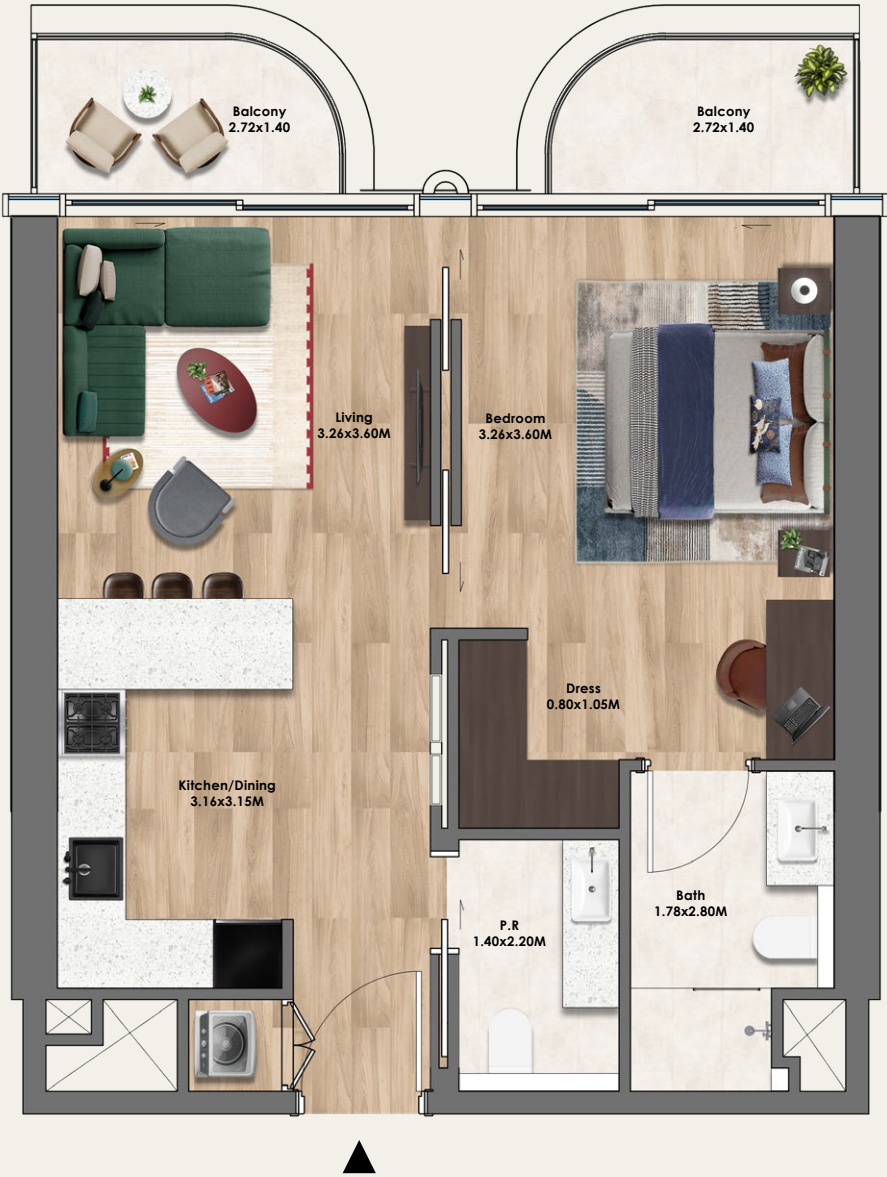 Balcony
2.72x1.40
Balcony
2.72x1.40
Living
3.26x3.60M
Bedroom
3.26x3.60M
Dress
0.80x1.05M
Kitchen/Dining
3.16x3.15M
Bath
1.78x2.80M
P.R
1.40x2.20M